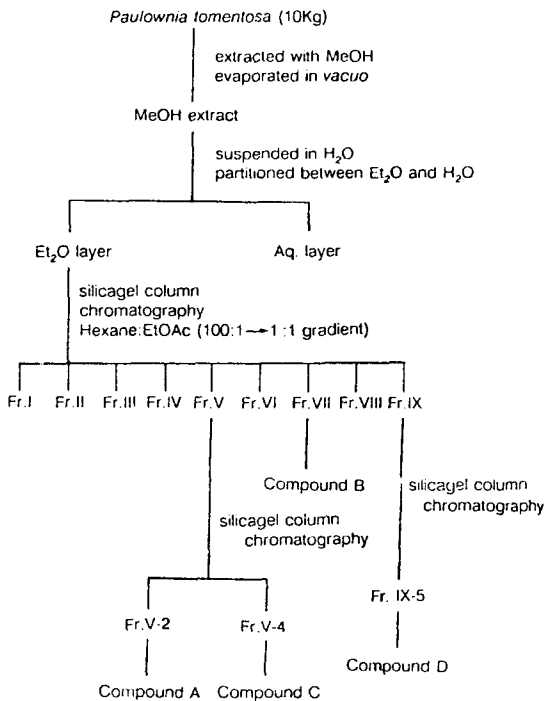 Paulownia tomentosa (10Kg)
extracted with MeOH
evaporated in vacuo
MeOH extract
suspended in H₂O
partitioned between Et₂O and H₂O
Et₂O layer
Aq. layer
silicagel column
chromatography
Hexane:EtOAc (100:1→1:1 gradient)
Fr.I Fr.II Fr.III Fr.IV Fr.V Fr.VI Fr.VII Fr.VIII Fr.IX
Compound B
silicagel column
chromatography
silicagel column
chromatography
Fr. IX-5
Fr.V-2
Fr.V-4
Compound D
Compound A
Compound C